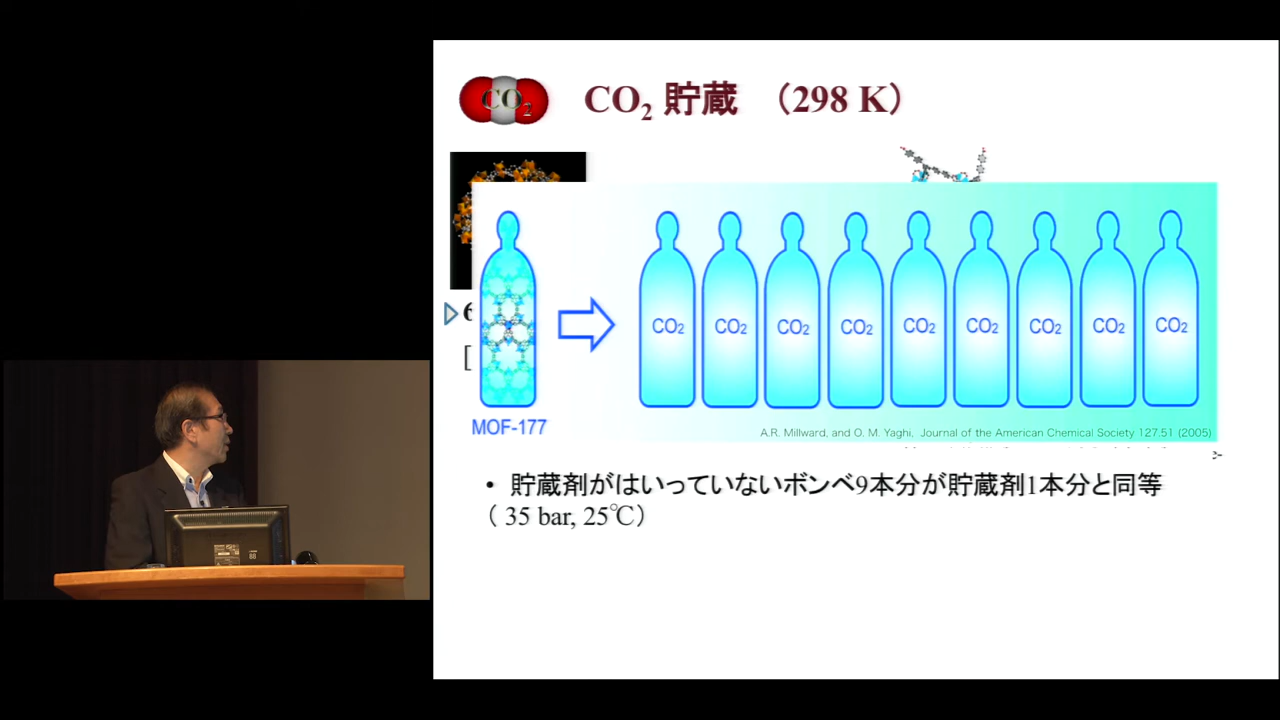 CO2
CO2 貯蔵 （298 K）
6
[
CO2 CO2 CO2 CO2 CO2 CO2 CO2 CO2 CO2
MOF-177
A.R. Millward, and O. M. Yaghi, Journal of the American Chemical Society 127.51 (2005)
• 貯蔵剤がはいっていないボンベ9本分が貯蔵剤1本分と同等
（ 35 bar, 25℃）